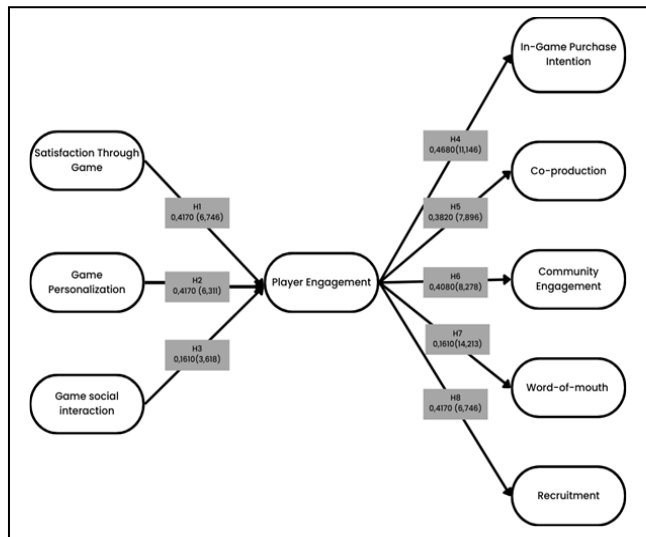 In-Game Purchase
Intention
Satisfaction Through
Game
H4
0,4680(11,146)
Co-production
H1
0,4170 (6,746)
H5
0,3820 (7,896)
Game
Personalization
H2
0,4170 (6,311)
Player Engagement
H6
0,4080(8,278)
Community
Engagement
H3
0,1610(3,618)
H7
0,1610(14,213)
Game social
interaction
Word-of-mouth
H8
0,4170 (6,746)
Recruitment